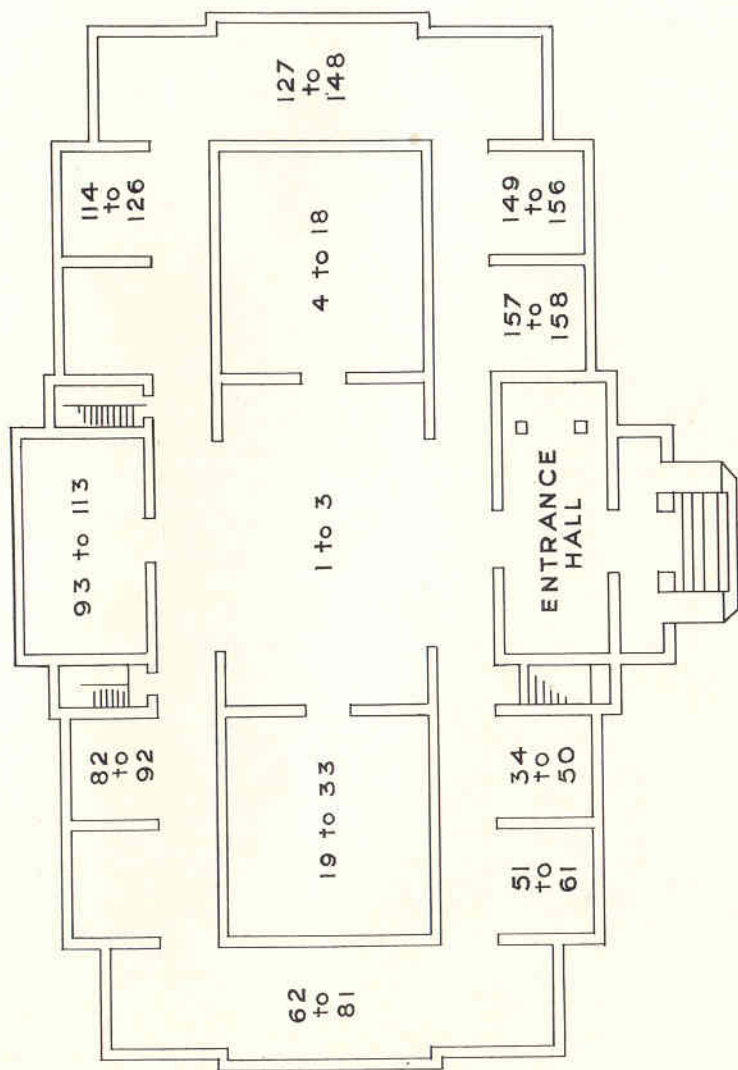 93 to 113
82
to
92
114
to
126
62
to
81
19 to 33
1 to 3
4 to 18
127
to
148
51
to
61
34
to
50
ENTRANCE
HALL
157
to
158
149
to
156